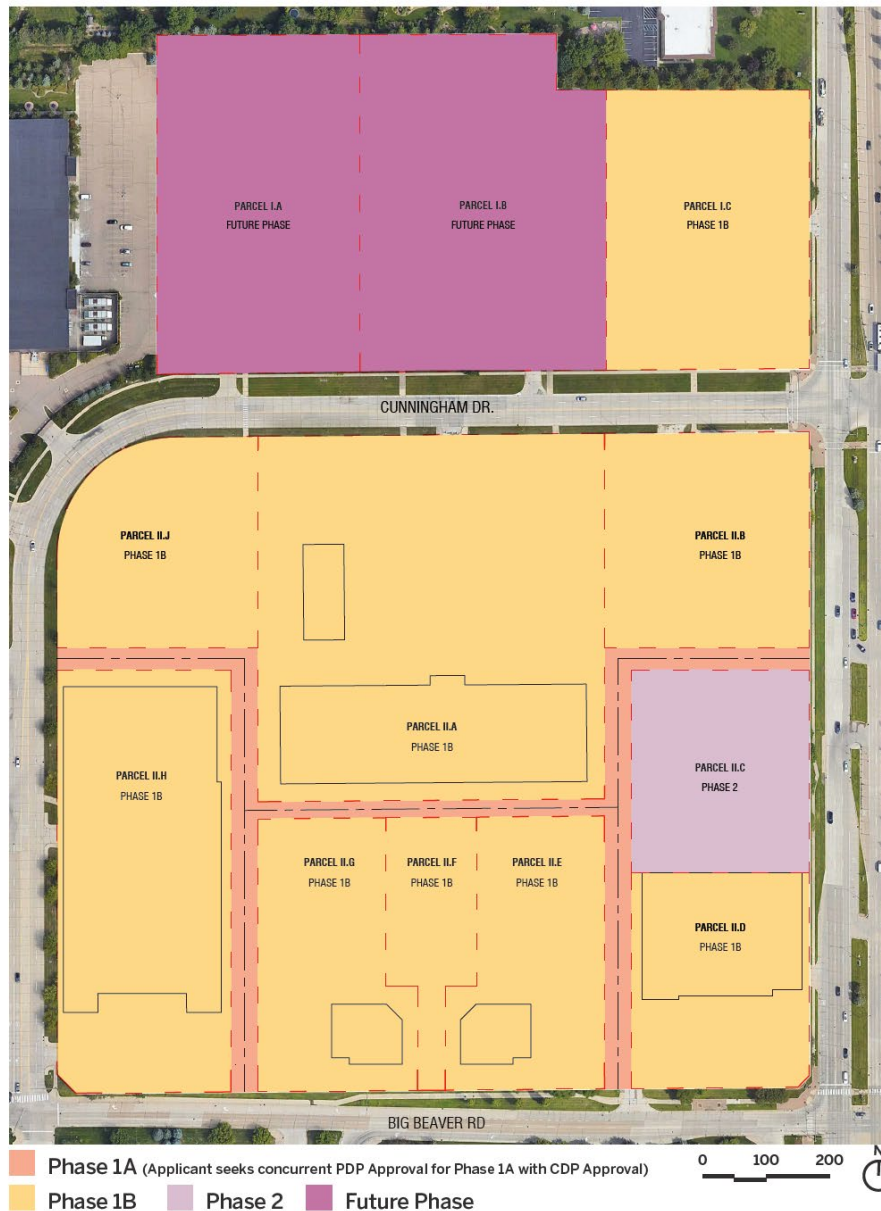 PARCEL I.A
FUTURE PHASE
PARCEL I.B
FUTURE PHASE
PARCEL I.C
PHASE 1B
CUNNINGHAM DR.
PARCEL II.J
PHASE 1B
PARCEL II.B
PHASE 1B
PARCEL II.A
PHASE 1B
PARCEL II.H
PHASE 1B
PARCEL II.C
PHASE 2
PARCEL II.G
PHASE 1B
PARCEL II.F
PHASE 1B
PARCEL II.E
PHASE 1B
PARCEL II.D
PHASE 1B
BIG BEAVER RD
Phase 1A (Applicant seeks concurrent PDP Approval for Phase 1A with CDP Approval)
0 100 200
N
Phase 1B Phase 2 Future Phase